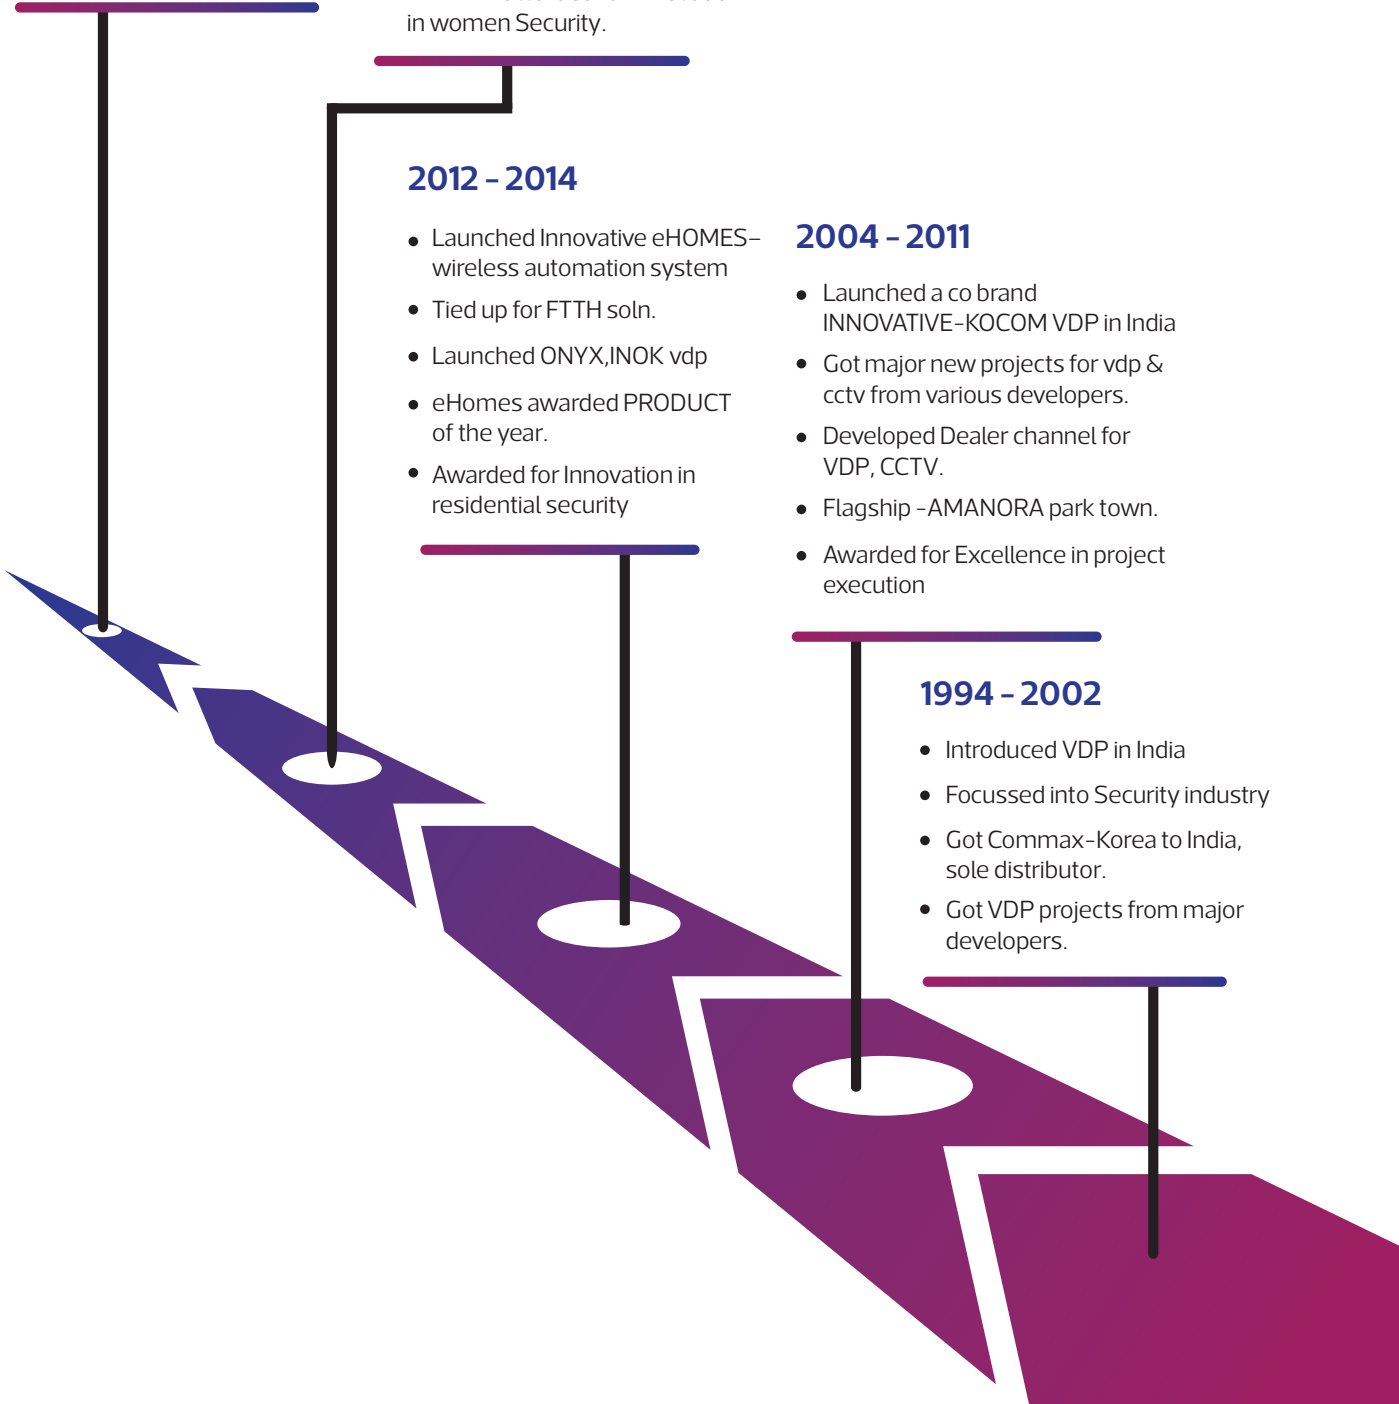 in women Security.
2012 – 2014
• Launched Innovative eHOMES–
wireless automation system
• Tied up for FTTH soln.
• Launched ONYX,INOK vdp
• eHomes awarded PRODUCT
of the year.
• Awarded for Innovation in
residential security
2004 – 2011
• Launched a co brand
INNOVATIVE-KOCOM VDP in India
• Got major new projects for vdp &
cctv from various developers.
• Developed Dealer channel for
VDP, CCTV.
• Flagship -AMANORA park town.
• Awarded for Excellence in project
execution
1994 – 2002
• Introduced VDP in India
• Focussed into Security industry
• Got Commax-Korea to India,
sole distributor.
• Got VDP projects from major
developers.